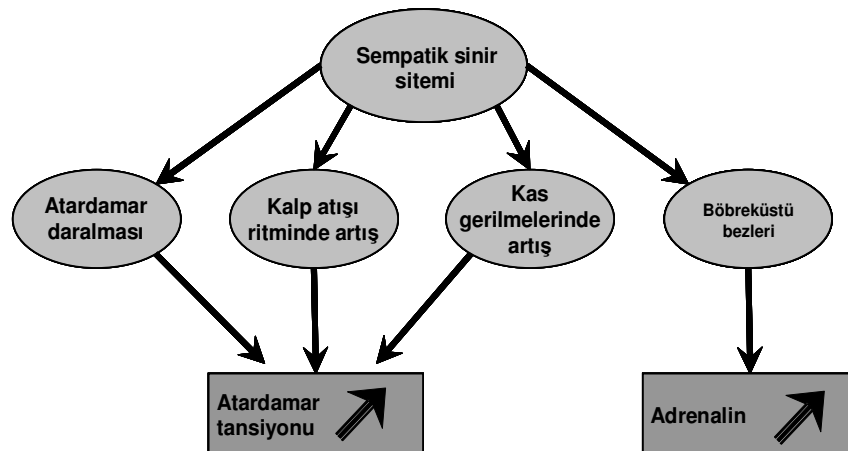 Sempatik sinir
sitemi
Atardamar
daralması
Kalp atışı
ritminde artış
Kas
gerilmelerinde
artış
Böbreküstü
bezleri
Atardamar
tansiyonu
Adrenalin